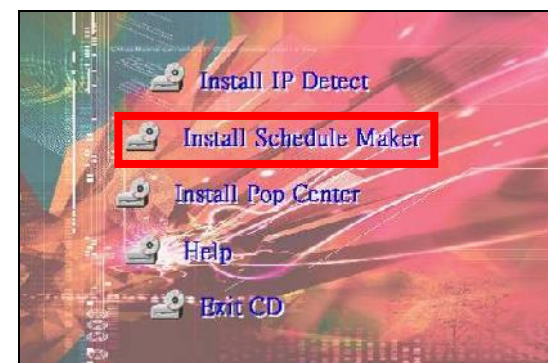 Install IP Detect
Install Schedule Maker
Install Pop Center
Help
Exit CD